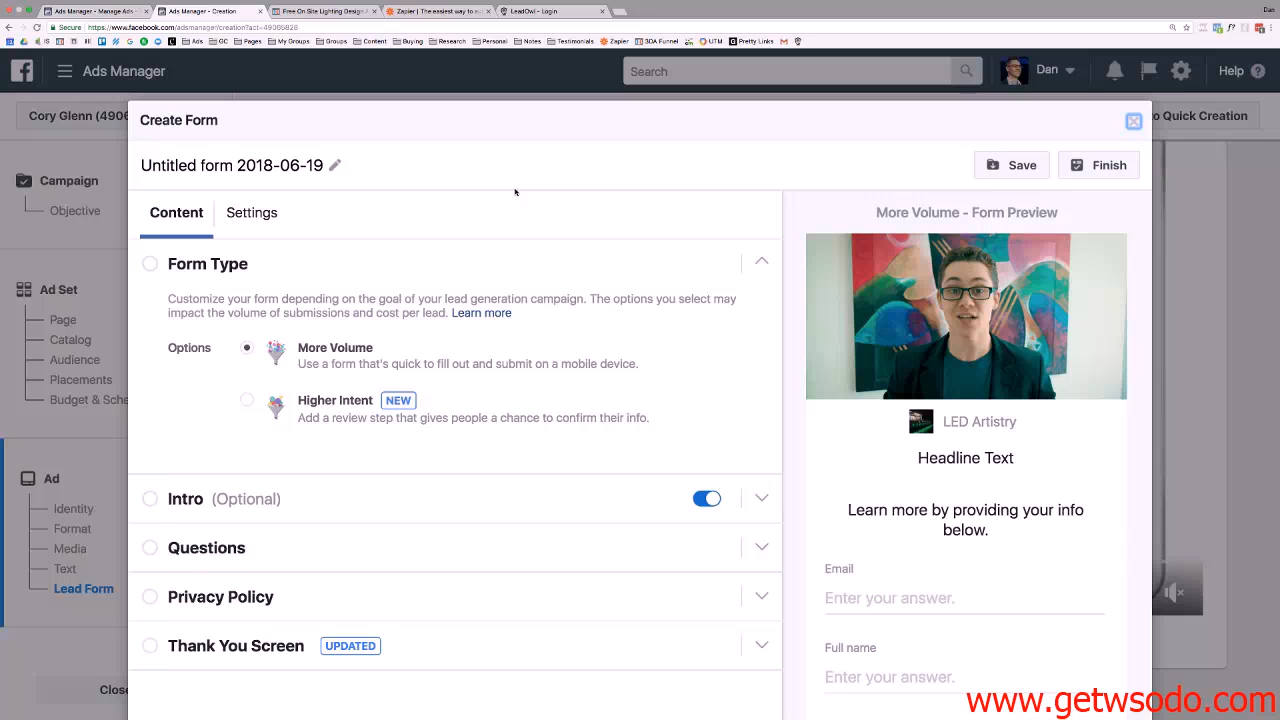 Ads Manager - Manage Ads -
Ads Manager - Creation
Free On Site Lighting Design A
Zapier | The easiest way to a
LeadOwl - Login
Dan
Secure https://www.facebook.com/adsmanager/creation?act=49065828
IS
Ads
GC
Pages
My Groups
Groups
Content
Buying
Research
Personal
Notes
Testimonials
Zapier
3DA Funnel
UTM
Pretty Links
Ads Manager
Search
Dan
Help
Cory Glenn (4906
o Quick Creation
Create Form
Untitled form 2018-06-19
Save
Finish
Campaign
Objective
Ad Set
Page
Catalog
Audience
Placements
Budget & Sche
Ad
Identity
Format
Media
Text
Lead Form
Close
Content
Settings
Form Type
Customize your form depending on the goal of your lead generation campaign. The options you select may
impact the volume of submissions and cost per lead. Learn more
Options
More Volume
Use a form that's quick to fill out and submit on a mobile device.
Higher Intent NEW
Add a review step that gives people a chance to confirm their info.
Intro (Optional)
Questions
Privacy Policy
Thank You Screen UPDATED
More Volume - Form Preview
LED Artistry
Headline Text
Learn more by providing your info
below.
Email
Enter your answer.
Full name
Enter your answer.
www.getwsodo.com